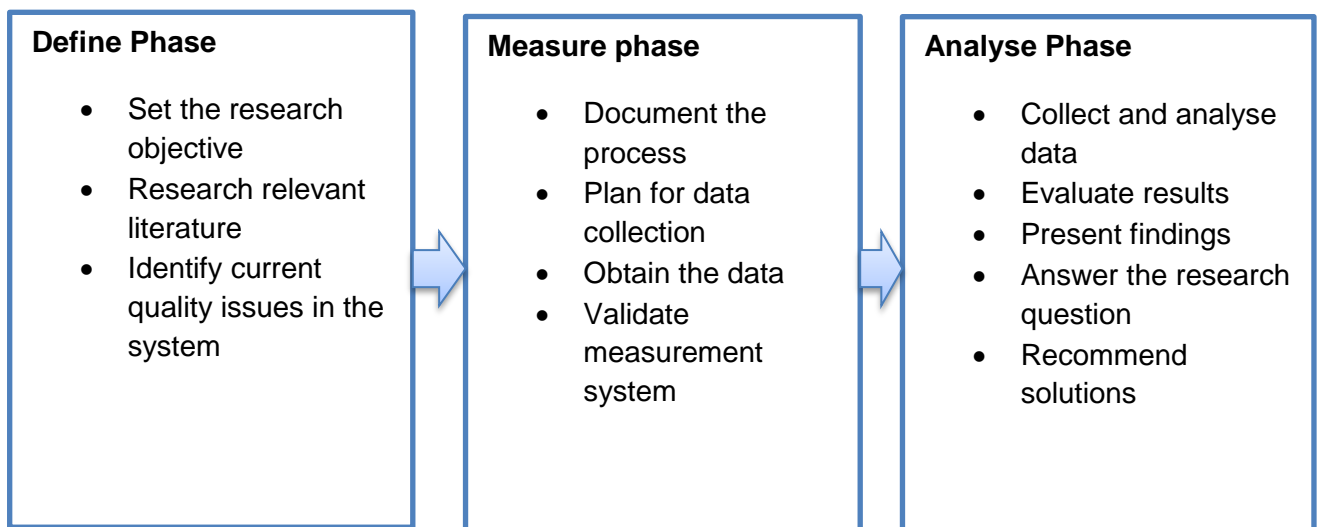 Define Phase
• Set the research
objective
• Research relevant
literature
• Identify current
quality issues in the
system
Measure phase
• Document the
process
• Plan for data
collection
• Obtain the data
• Validate
measurement
system
Analyse Phase
• Collect and analyse
data
• Evaluate results
• Present findings
• Answer the research
question
• Recommend
solutions